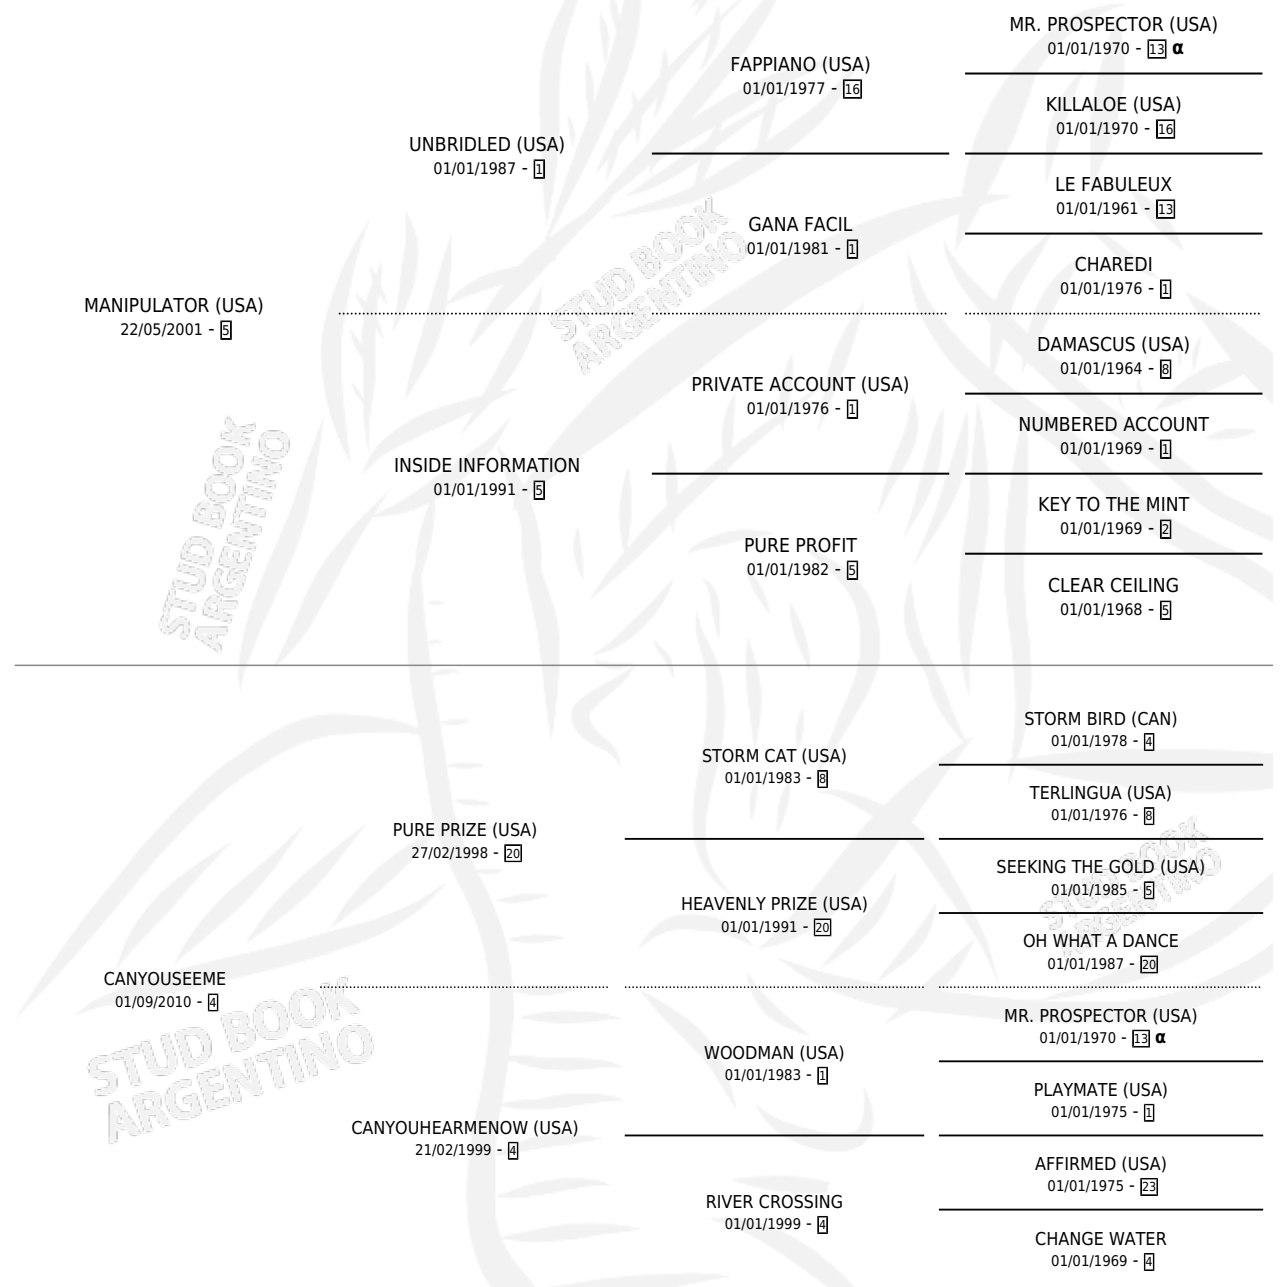 MR. PROSPECTOR (USA)
01/01/1970 - 13 α
FAPPIANO (USA)
01/01/1977 - 16
KILLALOE (USA)
01/01/1970 - 16
UNBRIDLED (USA)
01/01/1987 - 1
LE FABULEUX
01/01/1961 - 13
GANA FACIL
01/01/1981 - 1
CHAREDI
01/01/1976 - 1
MANIPULATOR (USA)
22/05/2001 - 5
DAMASCUS (USA)
01/01/1964 - 8
PRIVATE ACCOUNT (USA)
01/01/1976 - 1
NUMBERED ACCOUNT
01/01/1969 - 1
INSIDE INFORMATION
01/01/1991 - 5
KEY TO THE MINT
01/01/1969 - 2
PURE PROFIT
01/01/1982 - 5
CLEAR CEILING
01/01/1968 - 5
STORM BIRD (CAN)
01/01/1978 - 4
STORM CAT (USA)
01/01/1983 - 8
TERLINGUA (USA)
01/01/1976 - 8
PURE PRIZE (USA)
27/02/1998 - 20
SEEKING THE GOLD (USA)
01/01/1985 - 5
HEAVENLY PRIZE (USA)
01/01/1991 - 20
OH WHAT A DANCE
01/01/1987 - 20
CANYOUSEEME
01/09/2010 - 4
MR. PROSPECTOR (USA)
01/01/1970 - 13 α
WOODMAN (USA)
01/01/1983 - 1
PLAYMATE (USA)
01/01/1975 - 1
CANYOUHEARMENOW (USA)
21/02/1999 - 4
AFFIRMED (USA)
01/01/1975 - 23
RIVER CROSSING
01/01/1999 - 4
CHANGE WATER
01/01/1969 - 4
STUD BOOK
ARGENTINO
STUD BOOK
ARGENTINO
STUD BOOK
ARGENTINO
STUD BOOK
ARGENTINO